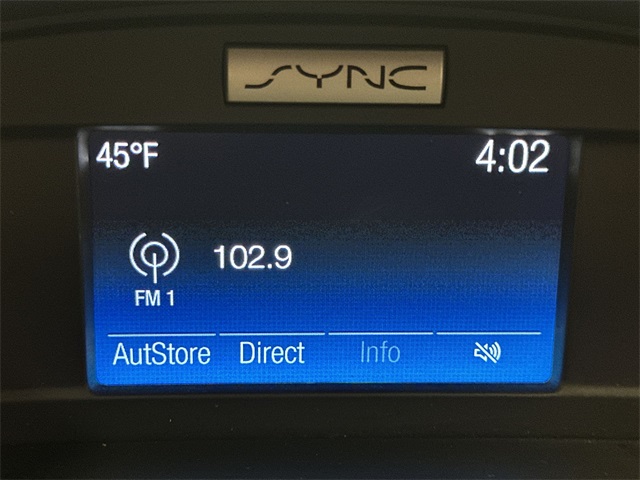 SYNC
45°F 4:02
102.9
FM 1
AutStore Direct Info